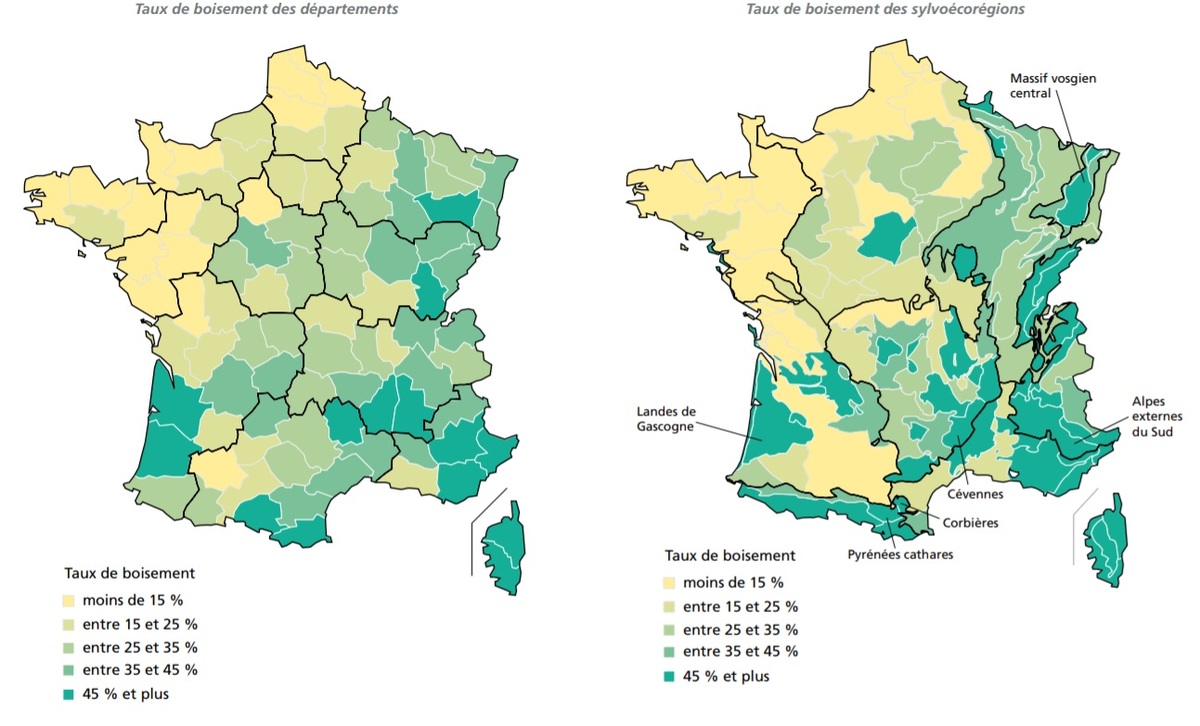 Taux de boisement des départements
Taux de boisement des sylvoécorégions
Massif vosgien
central
Landes de
Gascogne
Alpes
externes
du Sud
Cévennes
Corbières
Pyrénées cathares
Taux de boisement
moins de 15 %
entre 15 et 25 %
entre 25 et 35 %
entre 35 et 45 %
45 % et plus
Taux de boisement
moins de 15 %
entre 15 et 25 %
entre 25 et 35 %
entre 35 et 45 %
45 % et plus